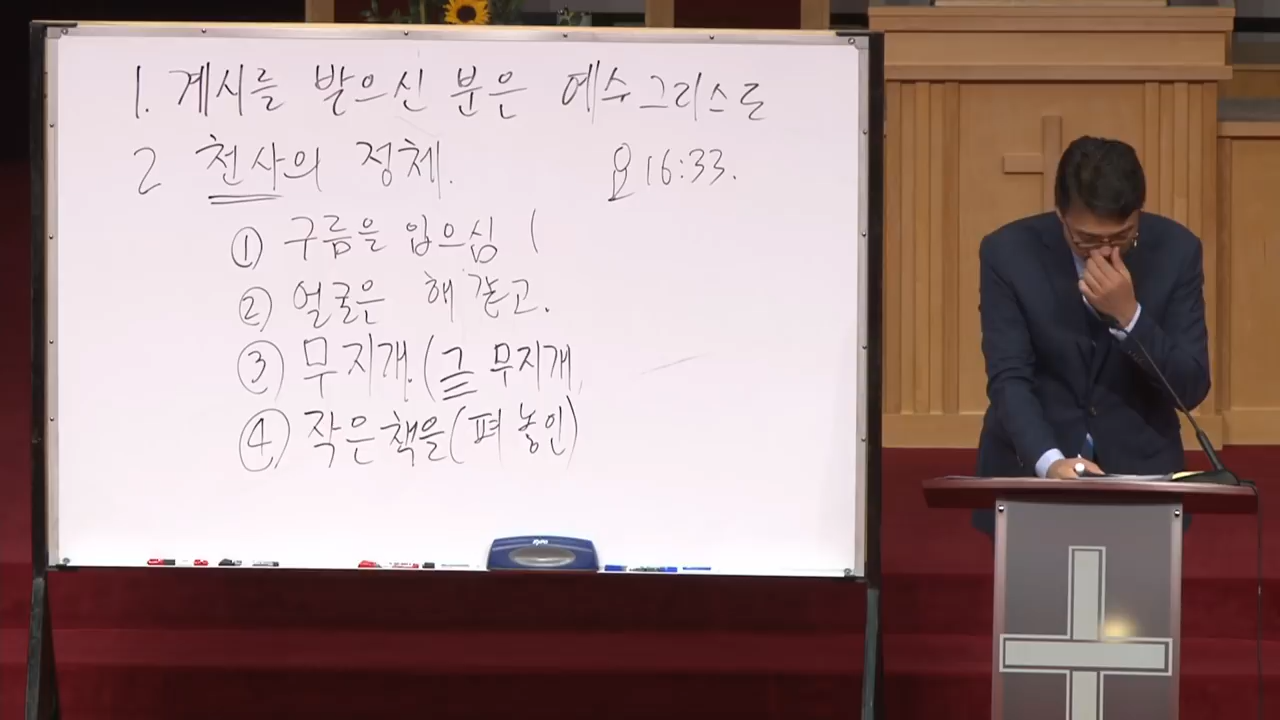 1. 계시를 받으신 분은 예수그리스도
2 천사의 정체. 요16:33.
① 구름을 입으심 (
② 얼굴은 해 같고.
③ 무지개.(그 무지개,
④ 작은책을(펴 놓인)